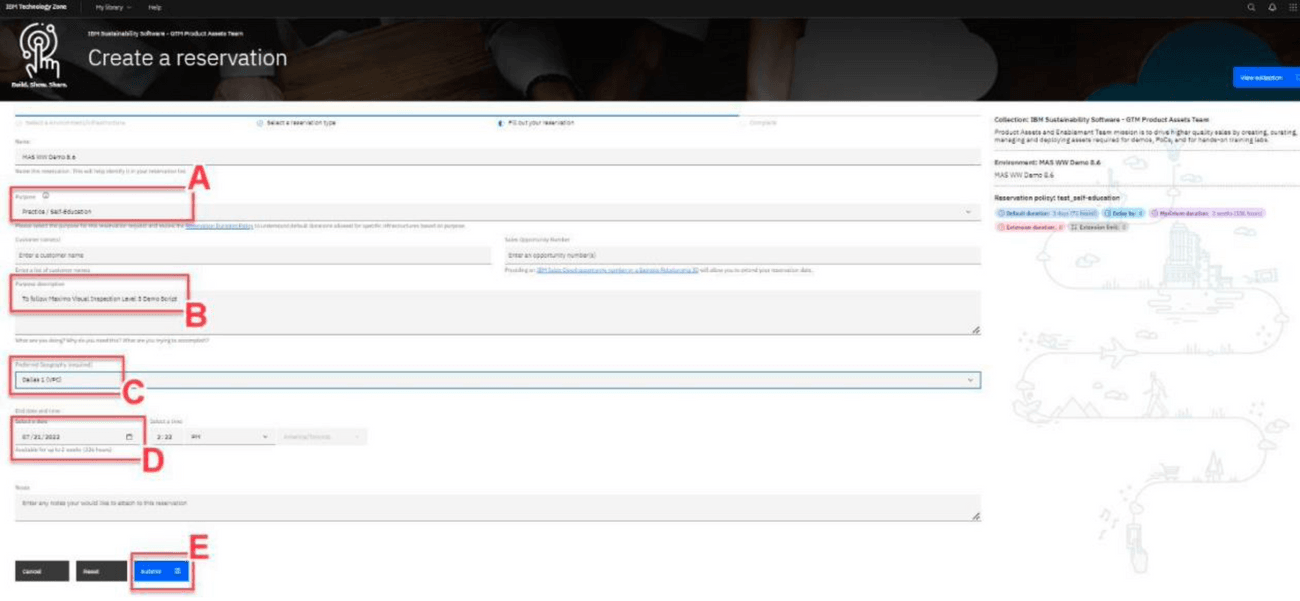 IBM Technology Zone
My library
Help
IBM Sustainability Software - GTM Product Assets Team
Create a reservation
Build. Show. Share.
View collection
Select a environment/infrastructure
Select a reservation type
Fill out your reservation
Complete
Collection: IBM Sustainability Software - GTM Product Assets Team
Product Assets and Enablement Team mission is to drive higher quality sales by creating, curating,
managing and deploying assets required for demos, PoCs, and for hands-on training labs.
Environment: MAS WW Demo 8.6
MAS WW Demo 8.6
Reservation policy: test_self-education
Default duration: 3 days (72 hours)
Delay by: 0
Maximum duration: 2 weeks (336 hours)
Extension duration: 0
Extension limit: 0
Name
MAS WW Demo 8.6
Name this reservation. This will help identify it in your reservation list.
A
Purpose
Practice / Self-Education
Please select the purpose for this reservation request and review the Reservation Duration Policy to understand default durations allowed for specific infrastructures based on purpose.
Customer name(s)
Sales Opportunity Number
Enter a customer name
Enter an opportunity number(s)
Enter a list of customer names.
Providing an IBM Sales Cloud opportunity number or a Gainsite Relationship ID will allow you to extend your reservation date.
Purpose description
To follow Maximo Visual Inspection Level 3 Demo Script
B
What are you doing? Why do you need this? What are you trying to accomplish?
Preferred Geography (required)
Dallas 1 (VPC)
C
End date and time
Select a date
Select a time
07/21/2022
2:22
PM
America/Toronto
Available for up to 2 weeks (336 hours)
D
Notes
Enter any notes your would like to attach to this reservation
E
Cancel
Reset
Submit